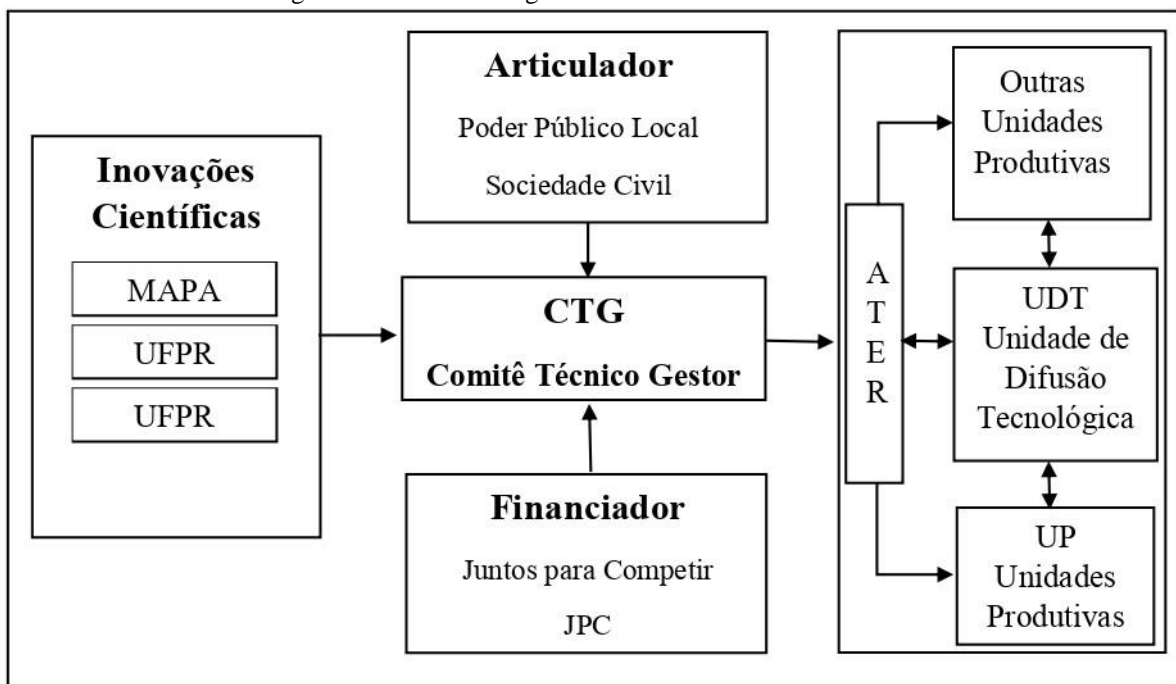 Inovações
Científicas
MAPA
UFPR
UFPR
Articulador
Poder Público Local
Sociedade Civil
CTG
Comitê Técnico Gestor
Financiador
Juntos para Competir
JPC
A
T
E
R
Outras
Unidades
Produtivas
UDT
Unidade de
Difusão
Tecnológica
UP
Unidades
Produtivas